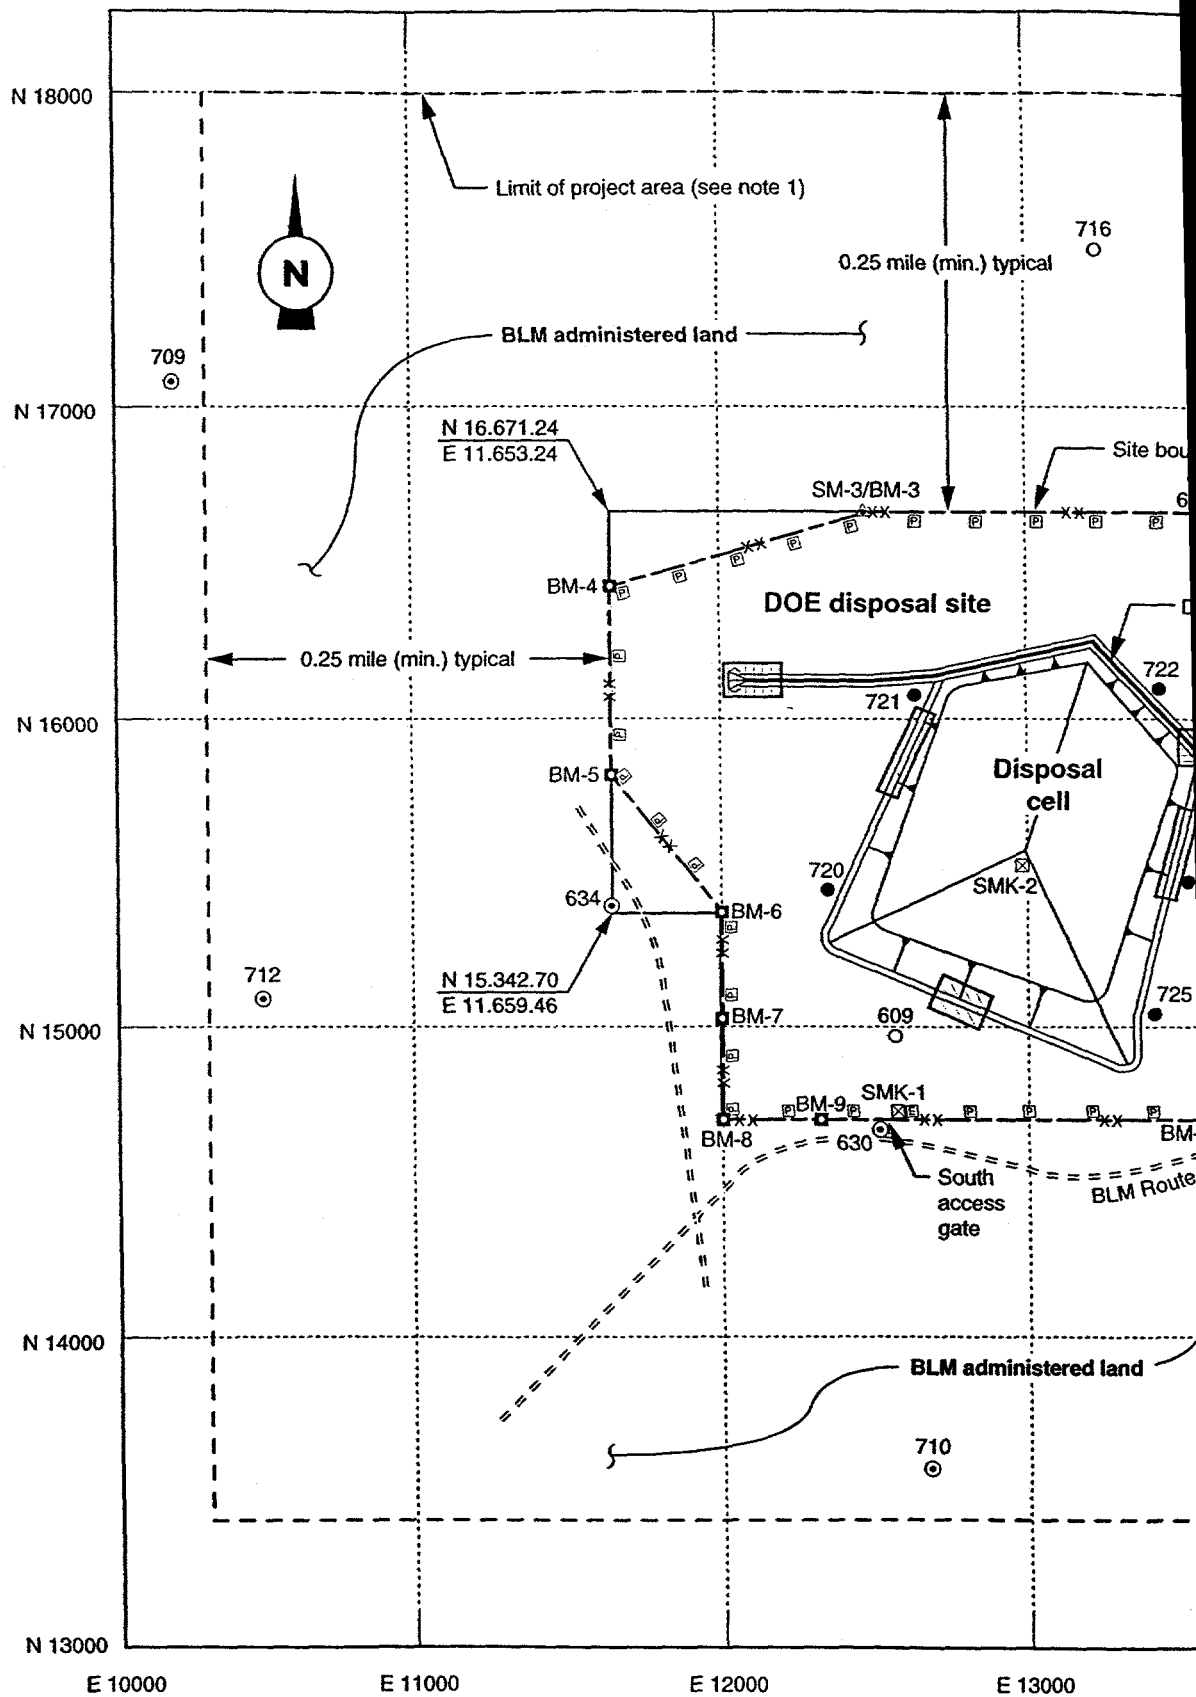 N 18000
Limit of project area (see note 1)
716
0.25 mile (min.) typical
N
BLM administered land
709
N 17000
N 16.671.24
E 11.653.24
Site bou
SM-3/BM-3
6
P P P P P
P
P
P
P
P
BM-4
DOE disposal site
0.25 mile (min.) typical
P
722
721
N 16000
P
BM-5
P
Disposal
cell
P
P
720
SMK-2
634
BM-6
P
712
N 15.342.70
E 11.659.46
P
725
N 15000
BM-7
609
P
SMK-1
BM-9
P P P P P P P P
BM-8
630
BM-
South
access
gate
BLM Route
N 14000
BLM administered land
710
N 13000
E 10000 E 11000 E 12000 E 13000